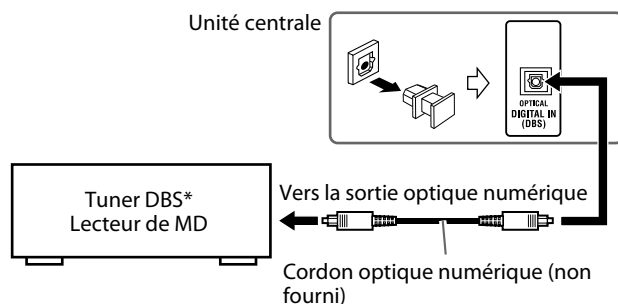 Unité centrale
OPTICAL
DIGITAL IN
(DBS)
Tuner DBS*
Lecteur de MD
Vers la sortie optique numérique
Cordon optique numérique (non
fourni)